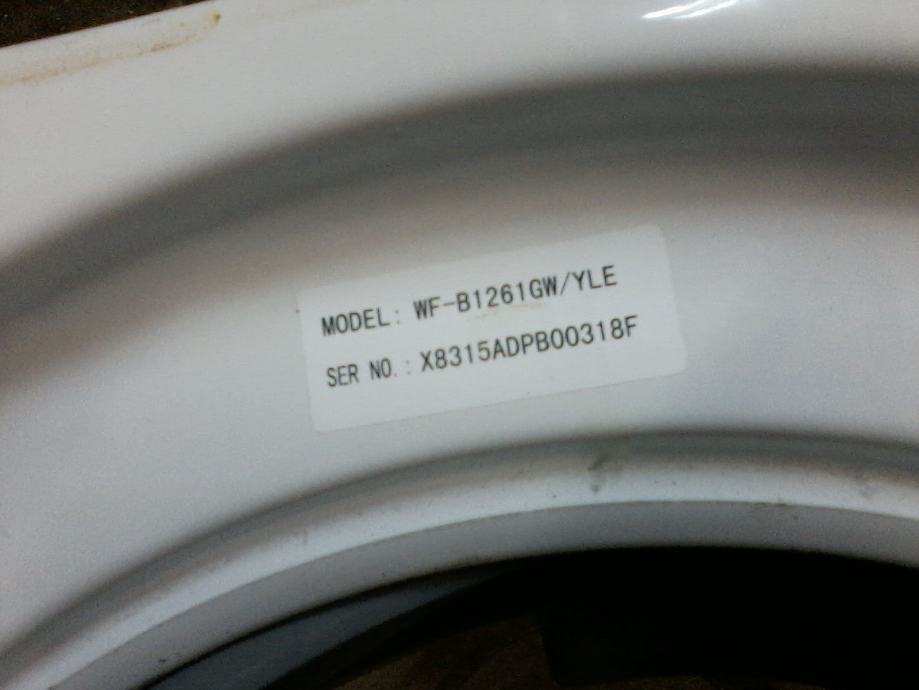 MODEL: WF-B1261GW/YLE
SER NO.: X8315ADPB00318F